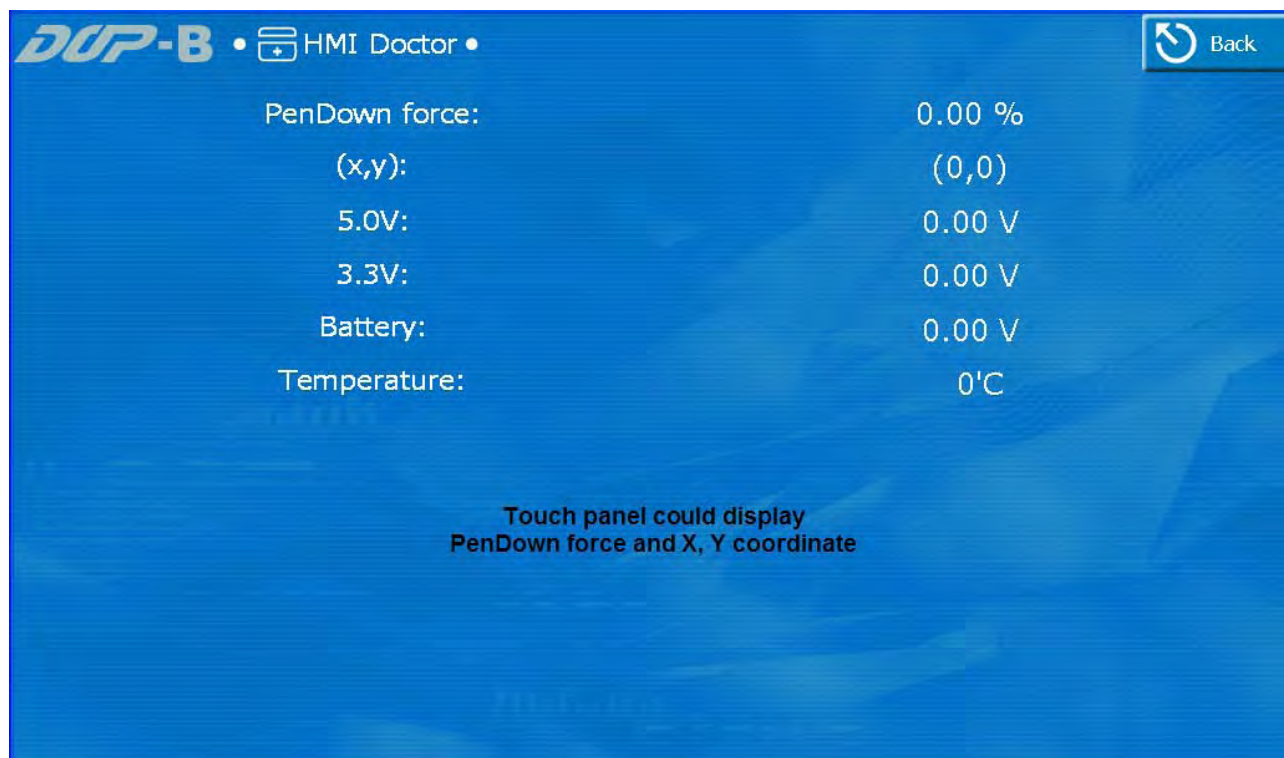 DOP-B • HMI Doctor •
Back
PenDown force: 0.00 %
(x,y): (0,0)
5.0V: 0.00 V
3.3V: 0.00 V
Battery: 0.00 V
Temperature: 0'C
Touch panel could display
PenDown force and X, Y coordinate